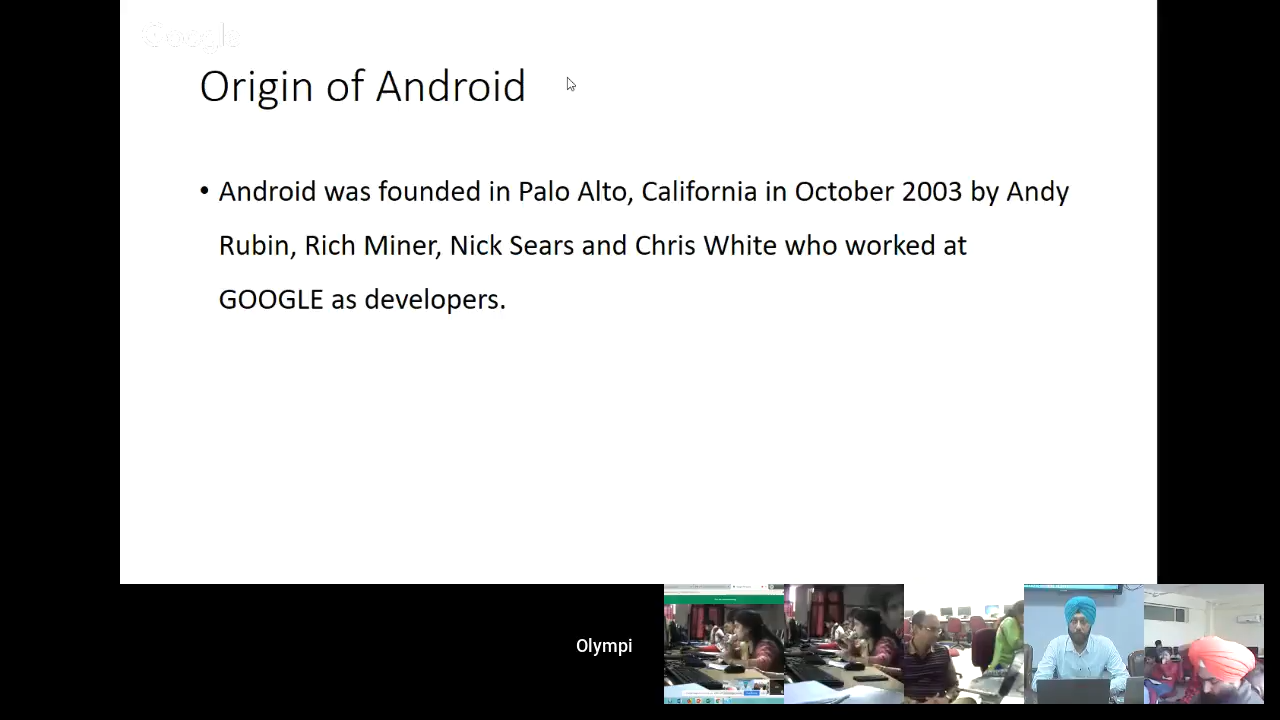 Google
Origin of Android
• Android was founded in Palo Alto, California in October 2003 by Andy
Rubin, Rich Miner, Nick Sears and Chris White who worked at
GOOGLE as developers.
Olympi